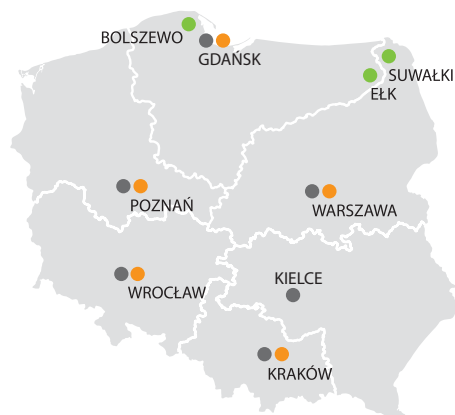 BOLSZEWO
GDAŃSK
SUWAŁKI
EŁK
POZNAŃ
WARSZAWA
KIELCE
WROCŁAW
KRAKÓW